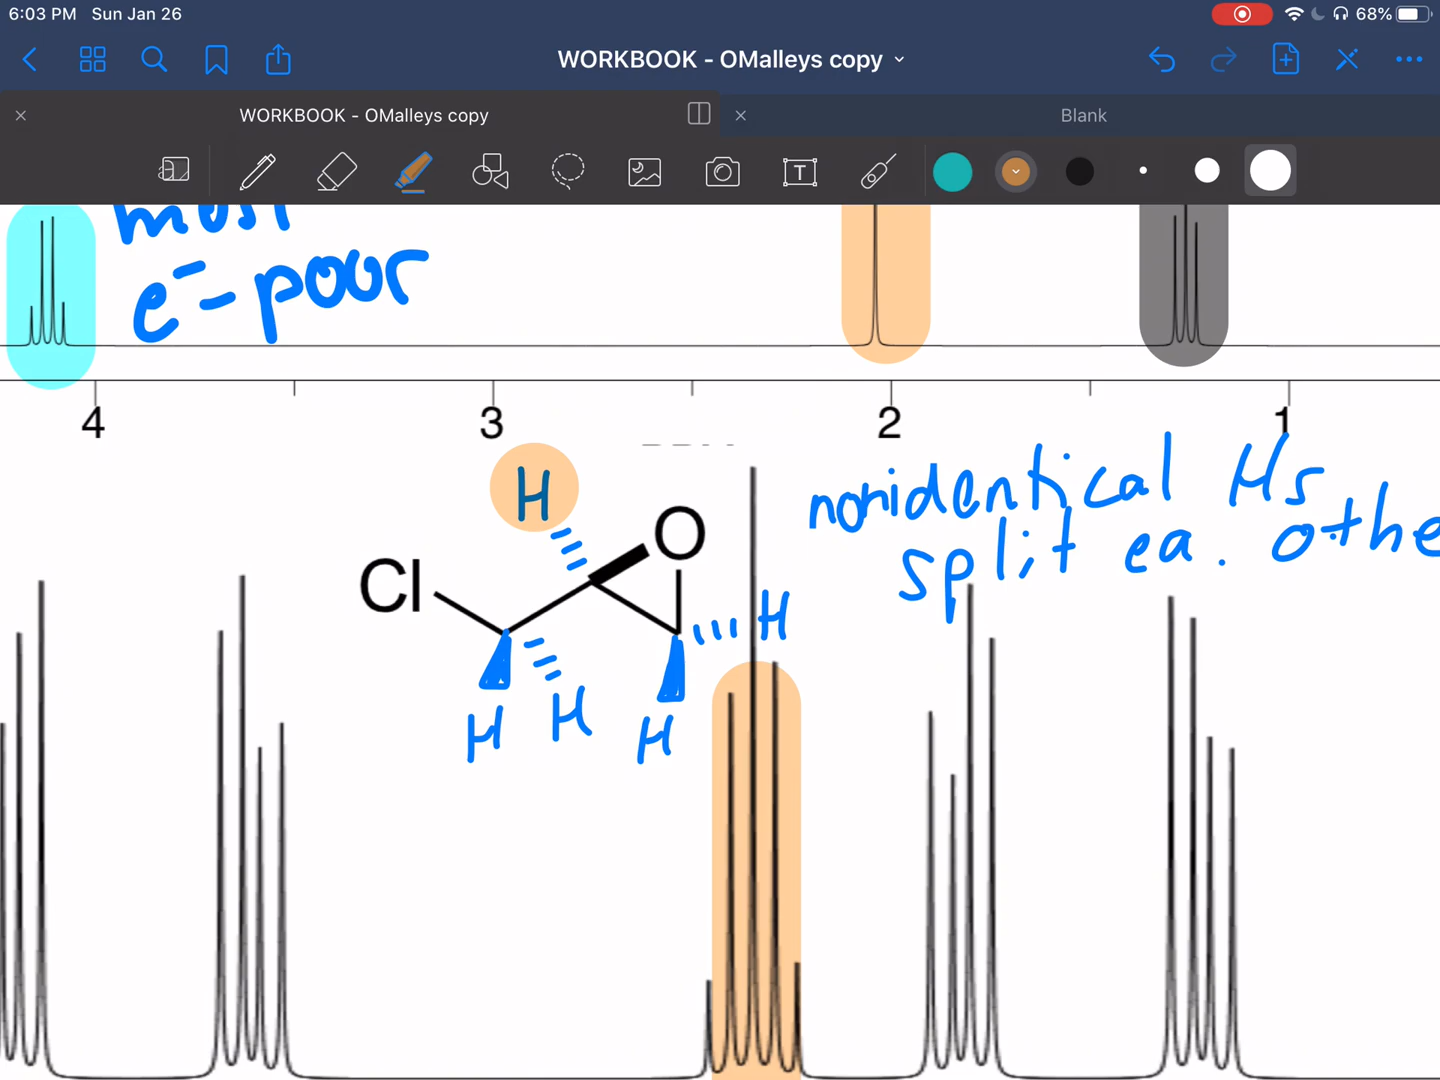 6:03 PM Sun Jan 26
68%
WORKBOOK - OMalleys copy
WORKBOOK - OMalleys copy
Blank
T
most
e⁻-poor
4 3 2 1
nonidentical Hs
split ea. othe
H
O
Cl
H
H
H
H